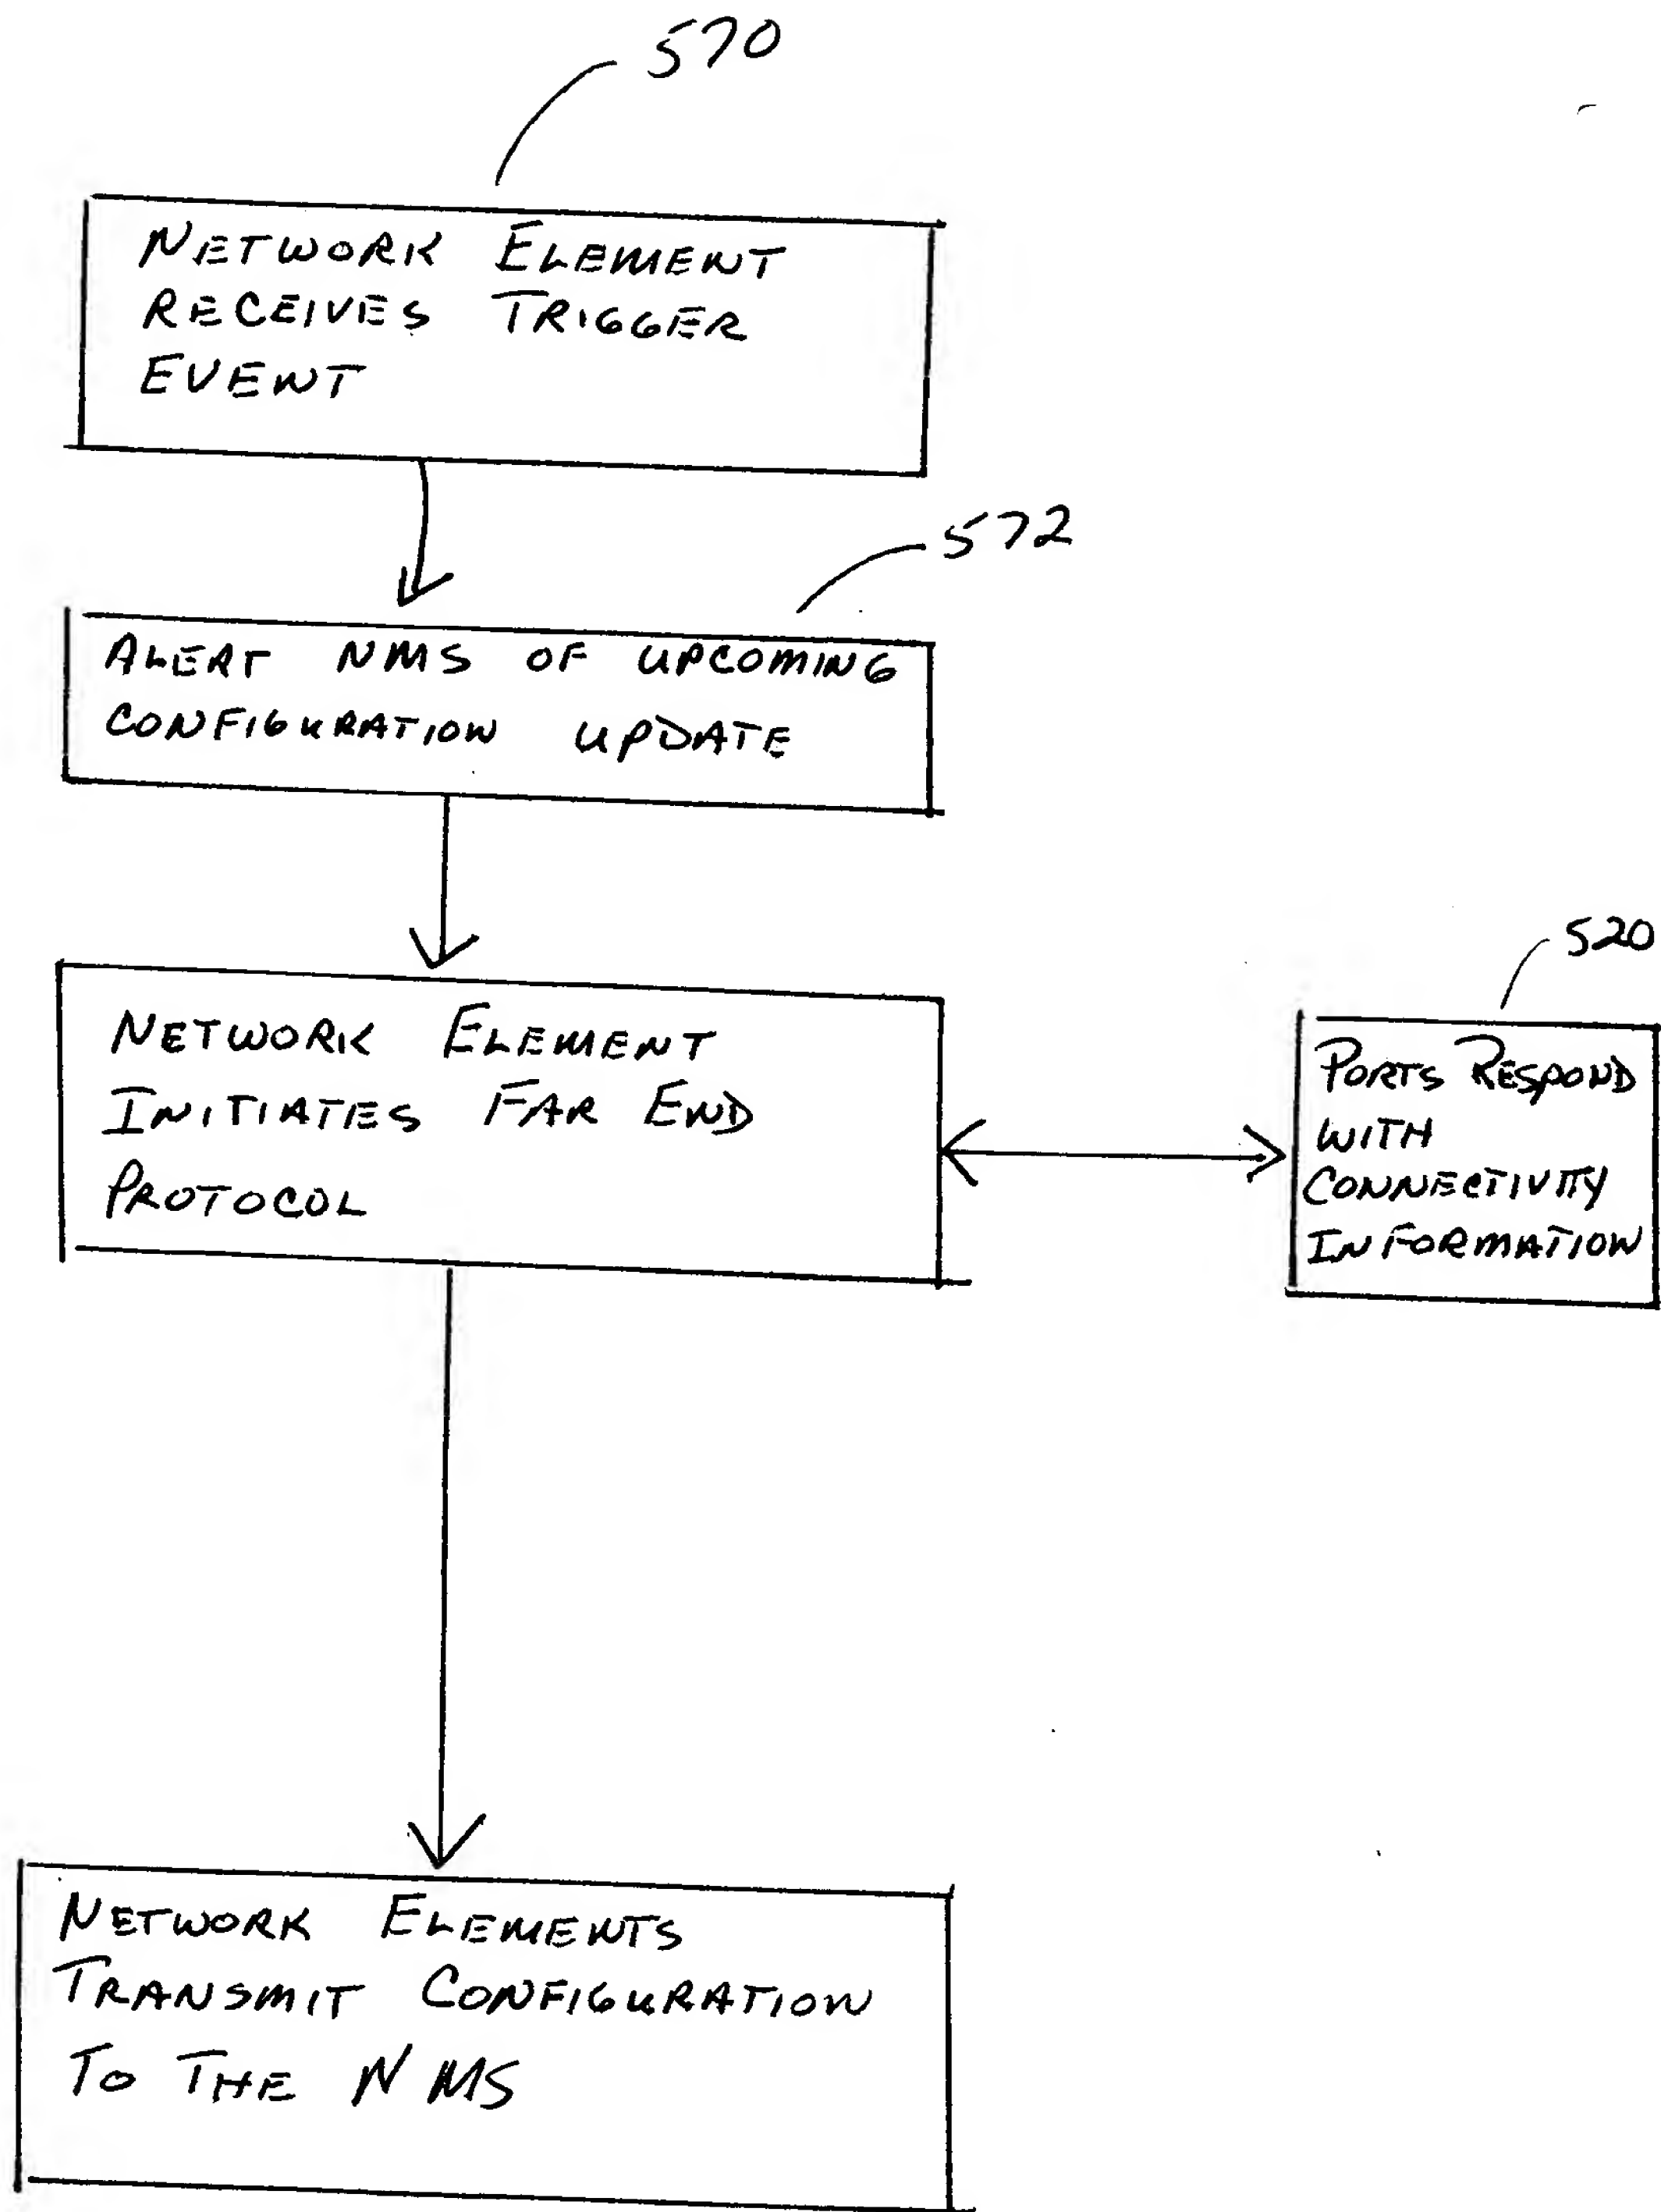 570
NETWORK ELEMENT
RECEIVES TRIGGER
EVENT
572
ALERT NMS OF UPCOMING
CONFIGURATION UPDATE
NETWORK ELEMENT
INITIATES FAR END
PROTOCOL
520
PORTS RESPOND
WITH
CONNECTIVITY
INFORMATION
NETWORK ELEMENTS
TRANSMIT CONFIGURATION
TO THE NMS